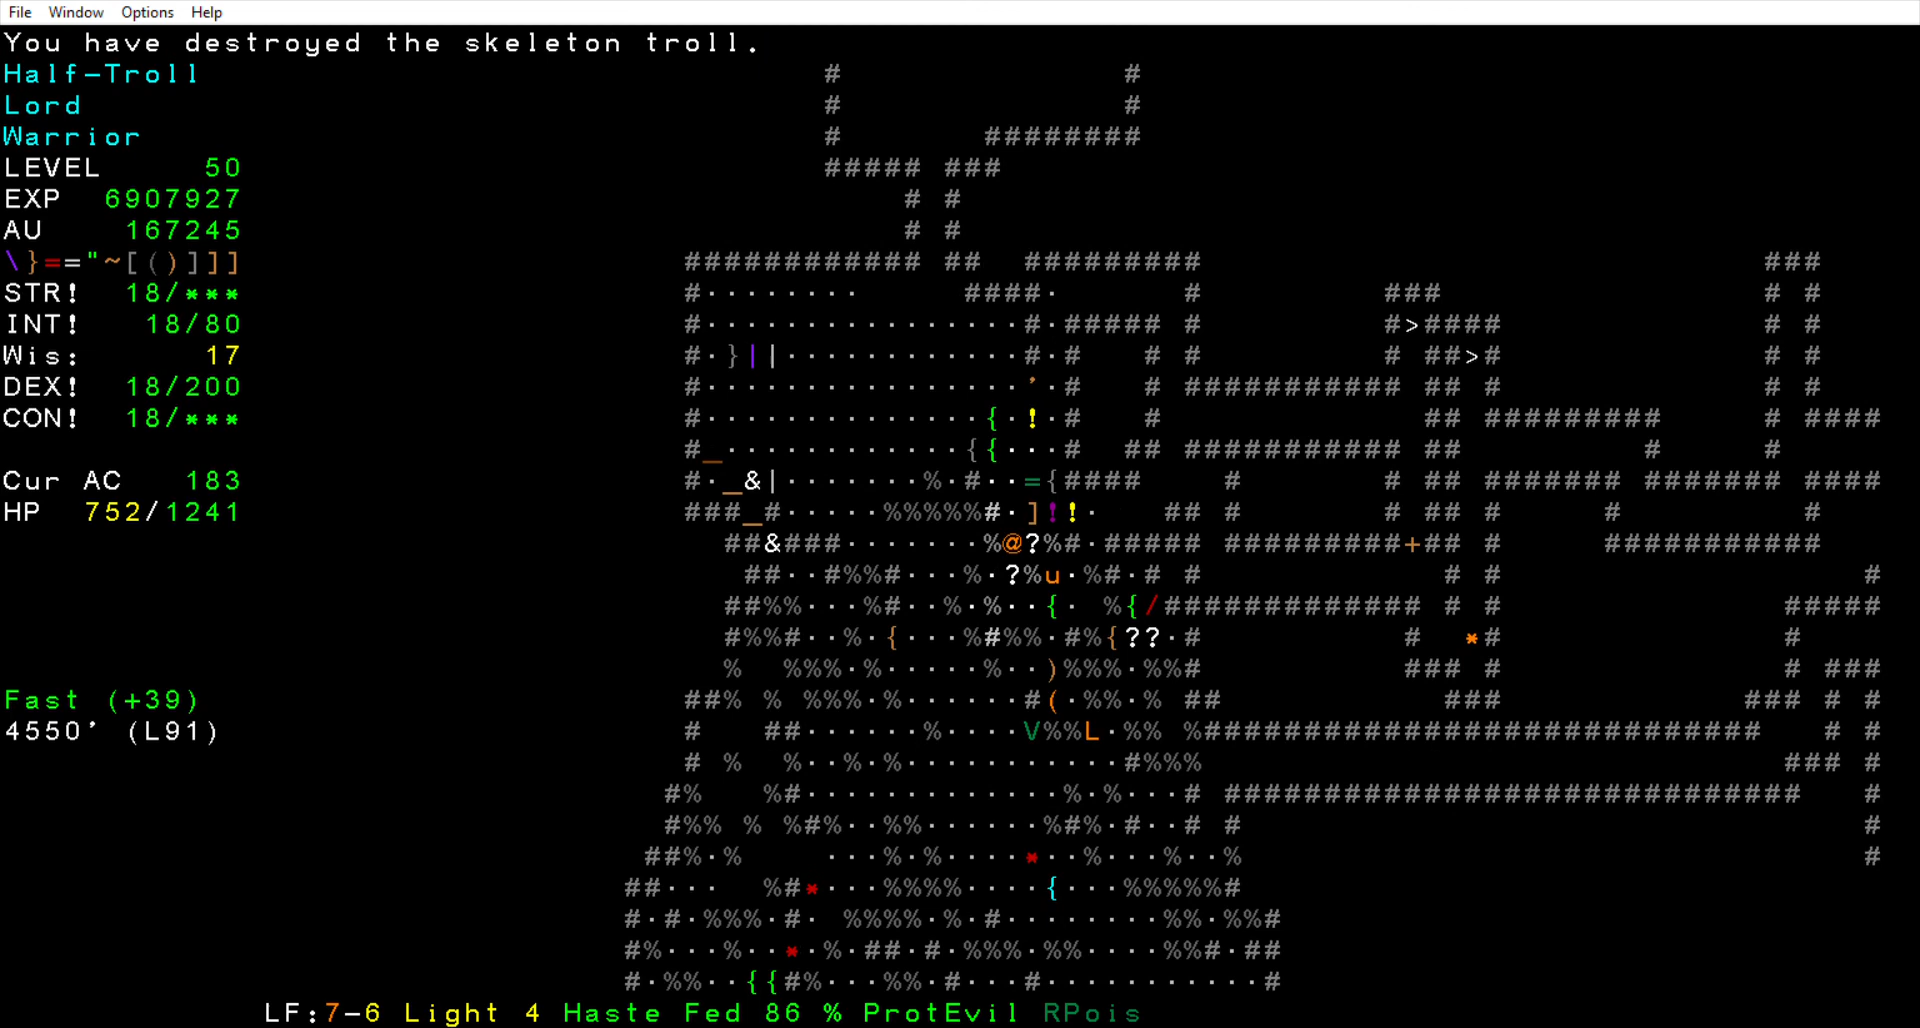 File Window Options Help
You have destroyed the skeleton troll.
Half-Troll
Lord
Warrior
LEVEL 50
EXP 6907927
AU 167245
STR! 18/***
INT! 18/80
Wis: 17
DEX! 18/200
CON! 18/***
Cur AC 183
HP 752/1241
Fast (+39)
4550' (L91)
LF:7-6 Light 4 Haste Fed 86 % ProtEvil RPois